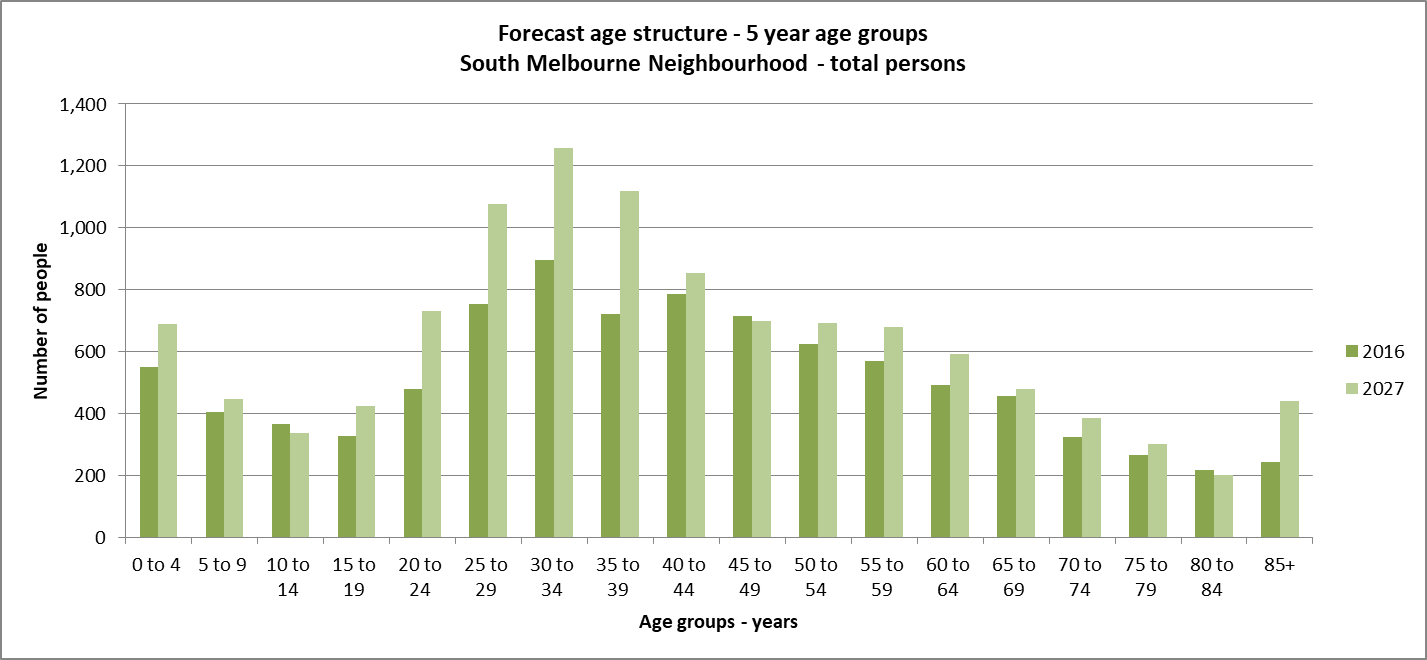 Forecast age structure - 5 year age groups
South Melbourne Neighbourhood - total persons
1,400
1,200
1,000
800
600
400
200
0
Number of people
0 to 4
5 to 9
10 to
14
15 to
19
20 to
24
25 to
29
30 to
34
35 to
39
40 to
44
45 to
49
50 to
54
55 to
59
60 to
64
65 to
69
70 to
74
75 to
79
80 to
84
85+
Age groups - years
2016
2027